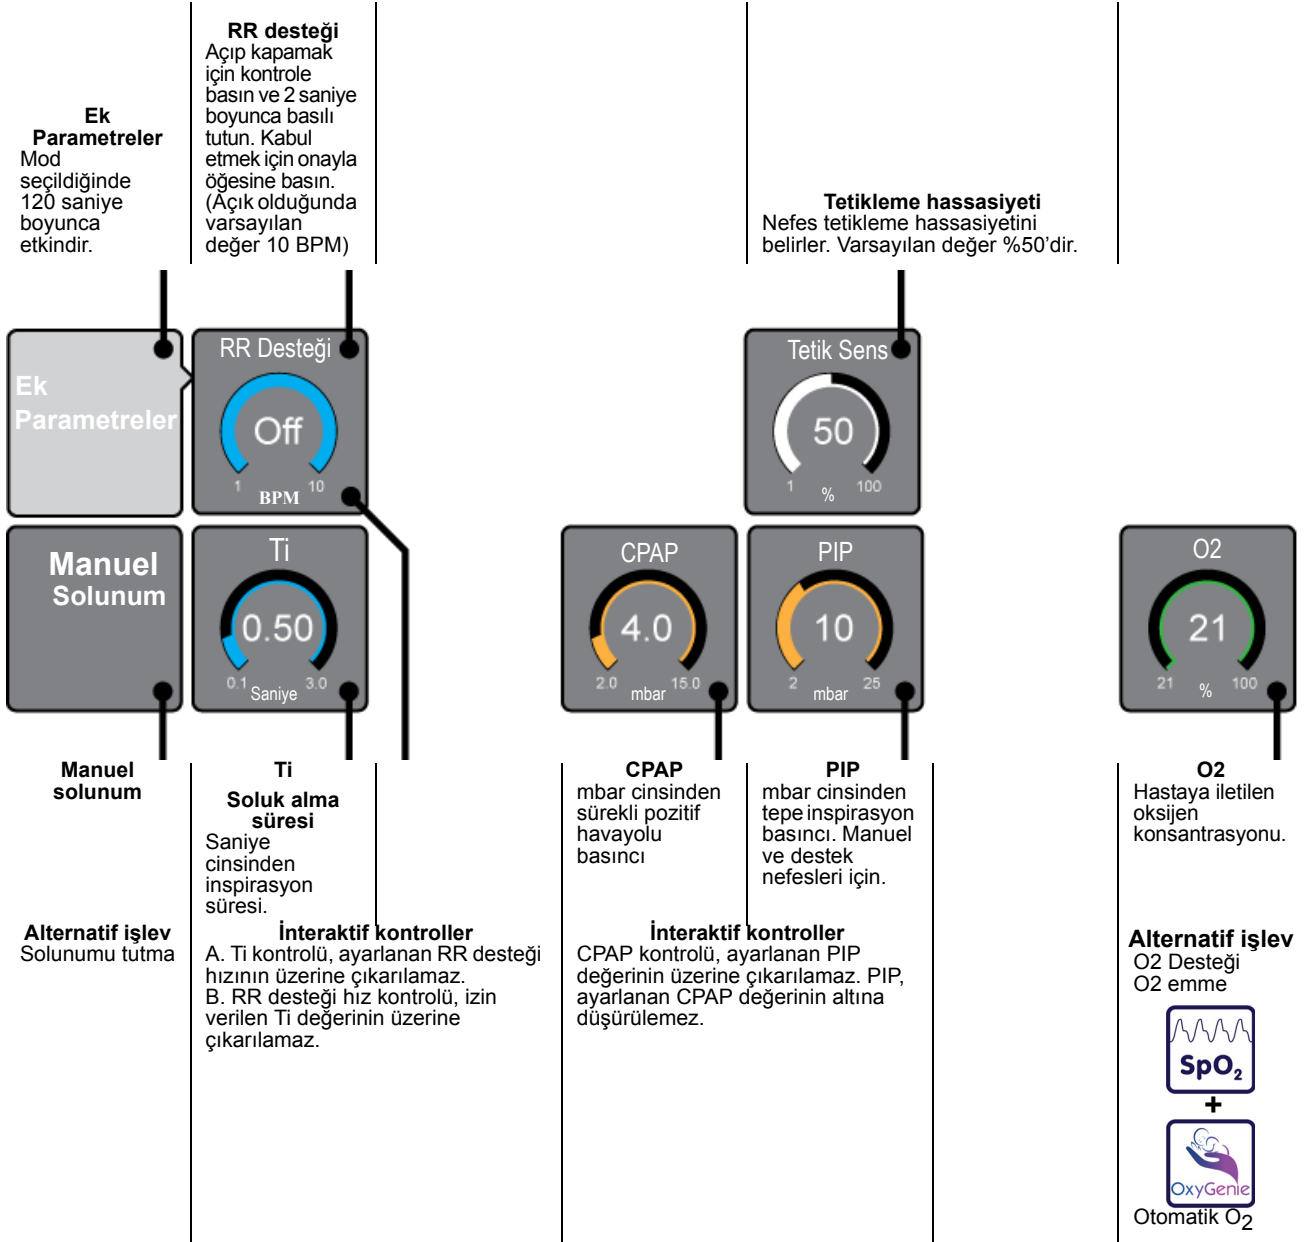 Ek
Parametreler
Mod
seçildiğinde
120 saniye
boyunca
etkindir.
RR desteği
Açıp kapamak
için kontrole
basın ve 2 saniye
boyunca basılı
tutun. Kabul
etmek için onayla
öğesine basın.
(Açık olduğunda
varsayılan
değer 10 BPM)
Tetikleme hassasiyeti
Nefes tetikleme hassasiyetini
belirler. Varsayılan değer %50’dir.
Ek
Parametreler
RR Desteği
Off
1 10
BPM
Tetik Sens
50
1 100
%
Manuel
Solunum
Ti
0.50
0.1 3.0
Saniye
CPAP
4.0
2.0 15.0
mbar
PIP
10
2 25
mbar
O2
21
21 100
%
Manuel
solunum
Ti
Soluk alma
süresi
Saniye
cinsinden
inspirasyon
süresi.
CPAP
mbar cinsinden
sürekli pozitif
havayolu
basıncı
PIP
mbar cinsinden
tepe inspirasyon
basıncı. Manuel
ve destek
nefesleri için.
O2
Hastaya iletilen
oksijen
konsantrasyonu.
Alternatif işlev
Solunumu tutma
İnteraktif kontroller
A. Ti kontrolü, ayarlanan RR desteği
hızının üzerine çıkarılamaz.
B. RR desteği hız kontrolü, izin
verilen Ti değerinin üzerine
çıkarılamaz.
İnteraktif kontroller
CPAP kontrolü, ayarlanan PIP
değerinin üzerine çıkarılamaz. PIP,
ayarlanan CPAP değerinin altına
düşürülemez.
Alternatif işlev
O2 Desteği
O2 emme
SpO2
+
OxyGenie
Otomatik O2